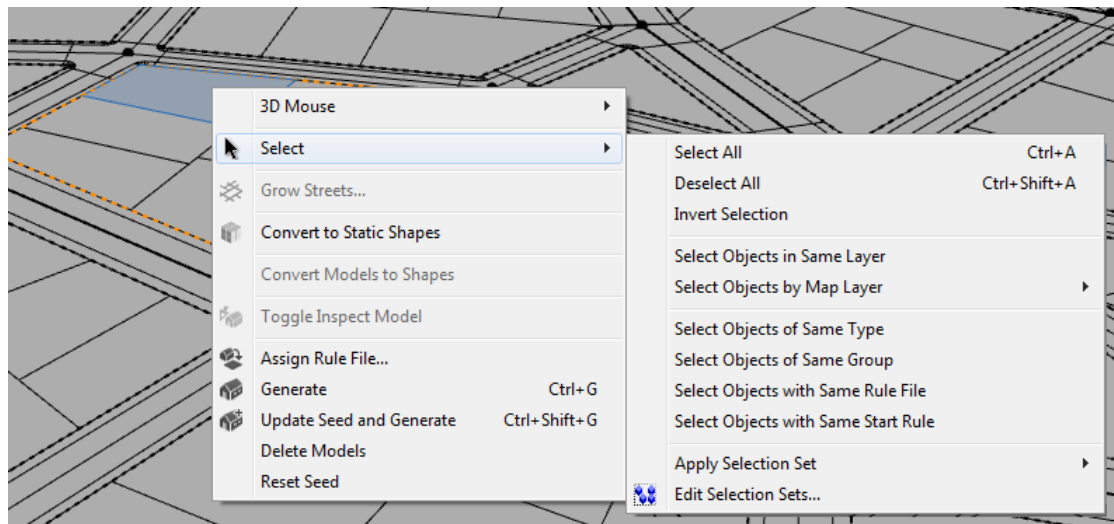 3D Mouse
Select
Grow Streets...
Convert to Static Shapes
Convert Models to Shapes
Toggle Inspect Model
Assign Rule File...
Generate Ctrl+G
Update Seed and Generate Ctrl+Shift+G
Delete Models
Reset Seed
Select All Ctrl+A
Deselect All Ctrl+Shift+A
Invert Selection
Select Objects in Same Layer
Select Objects by Map Layer
Select Objects of Same Type
Select Objects of Same Group
Select Objects with Same Rule File
Select Objects with Same Start Rule
Apply Selection Set
Edit Selection Sets...